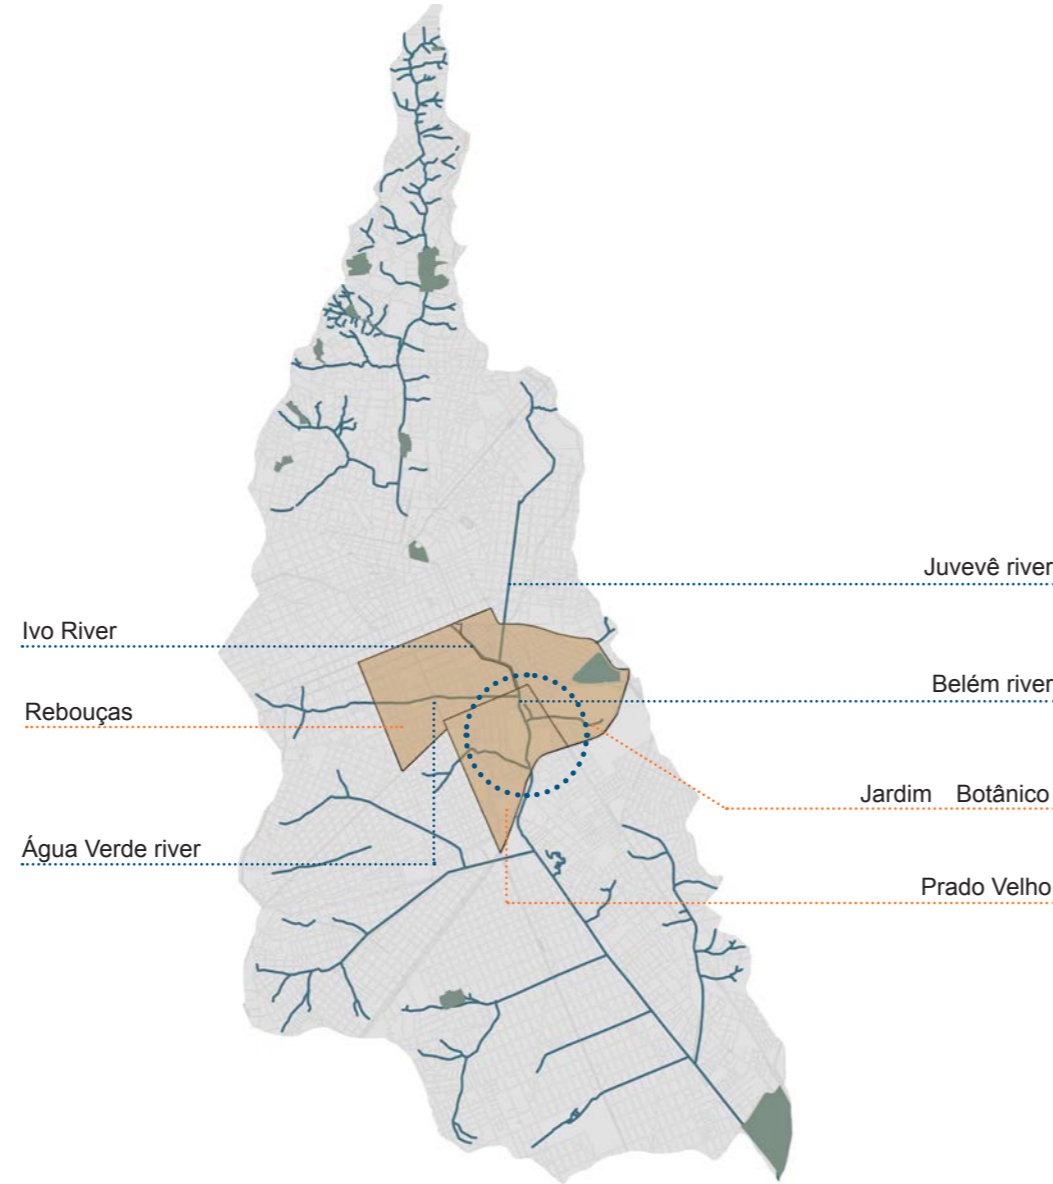 Juvevê river
Ivo River
Belém river
Rebouças
Jardim Botânico
Água Verde river
Prado Velho